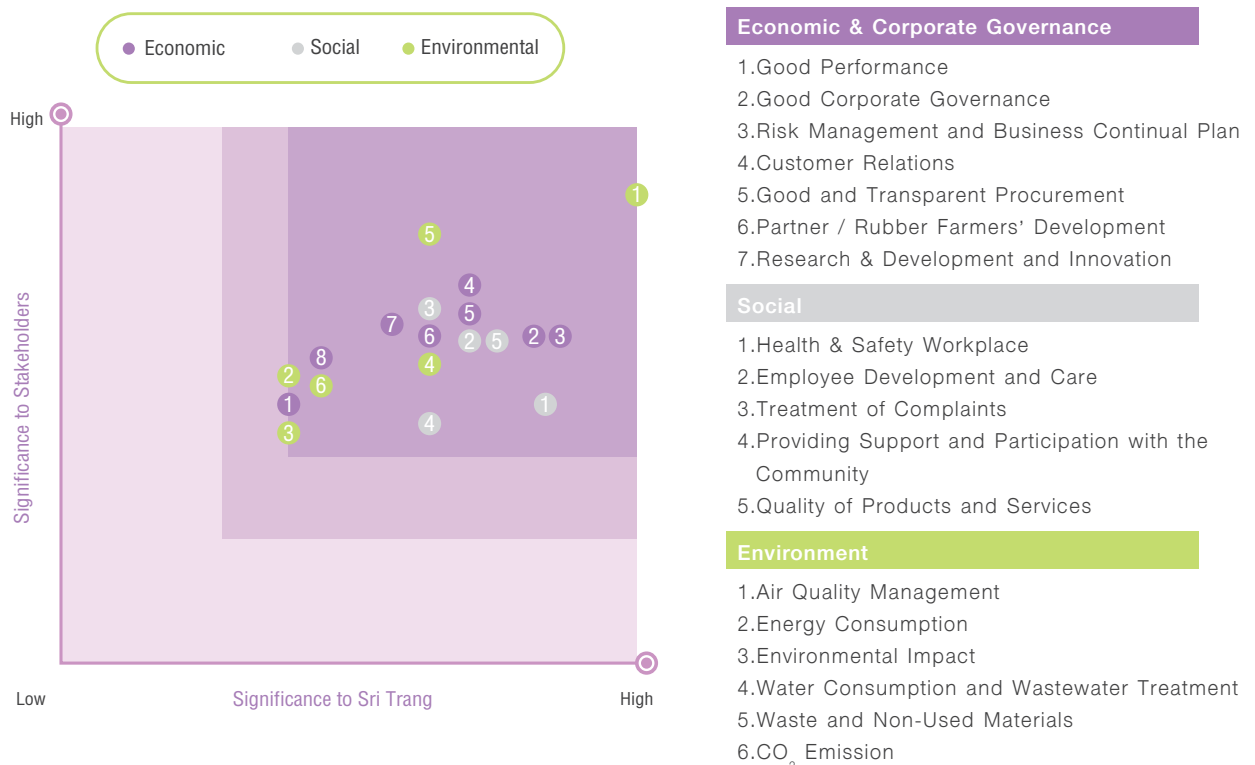 Economic
Social
Environmental
High
Significance to Stakeholders
1
5
4
3
5
7
6
2
5
2
3
8
4
2
6
1
1
3
4
Low
Significance to Sri Trang
High
Economic & Corporate Governance
1.Good Performance
2.Good Corporate Governance
3.Risk Management and Business Continual Plan
4.Customer Relations
5.Good and Transparent Procurement
6.Partner / Rubber Farmers’ Development
7.Research & Development and Innovation
Social
1.Health & Safety Workplace
2.Employee Development and Care
3.Treatment of Complaints
4.Providing Support and Participation with the
Community
5.Quality of Products and Services
Environment
1.Air Quality Management
2.Energy Consumption
3.Environmental Impact
4.Water Consumption and Wastewater Treatment
5.Waste and Non-Used Materials
6.CO₂ Emission